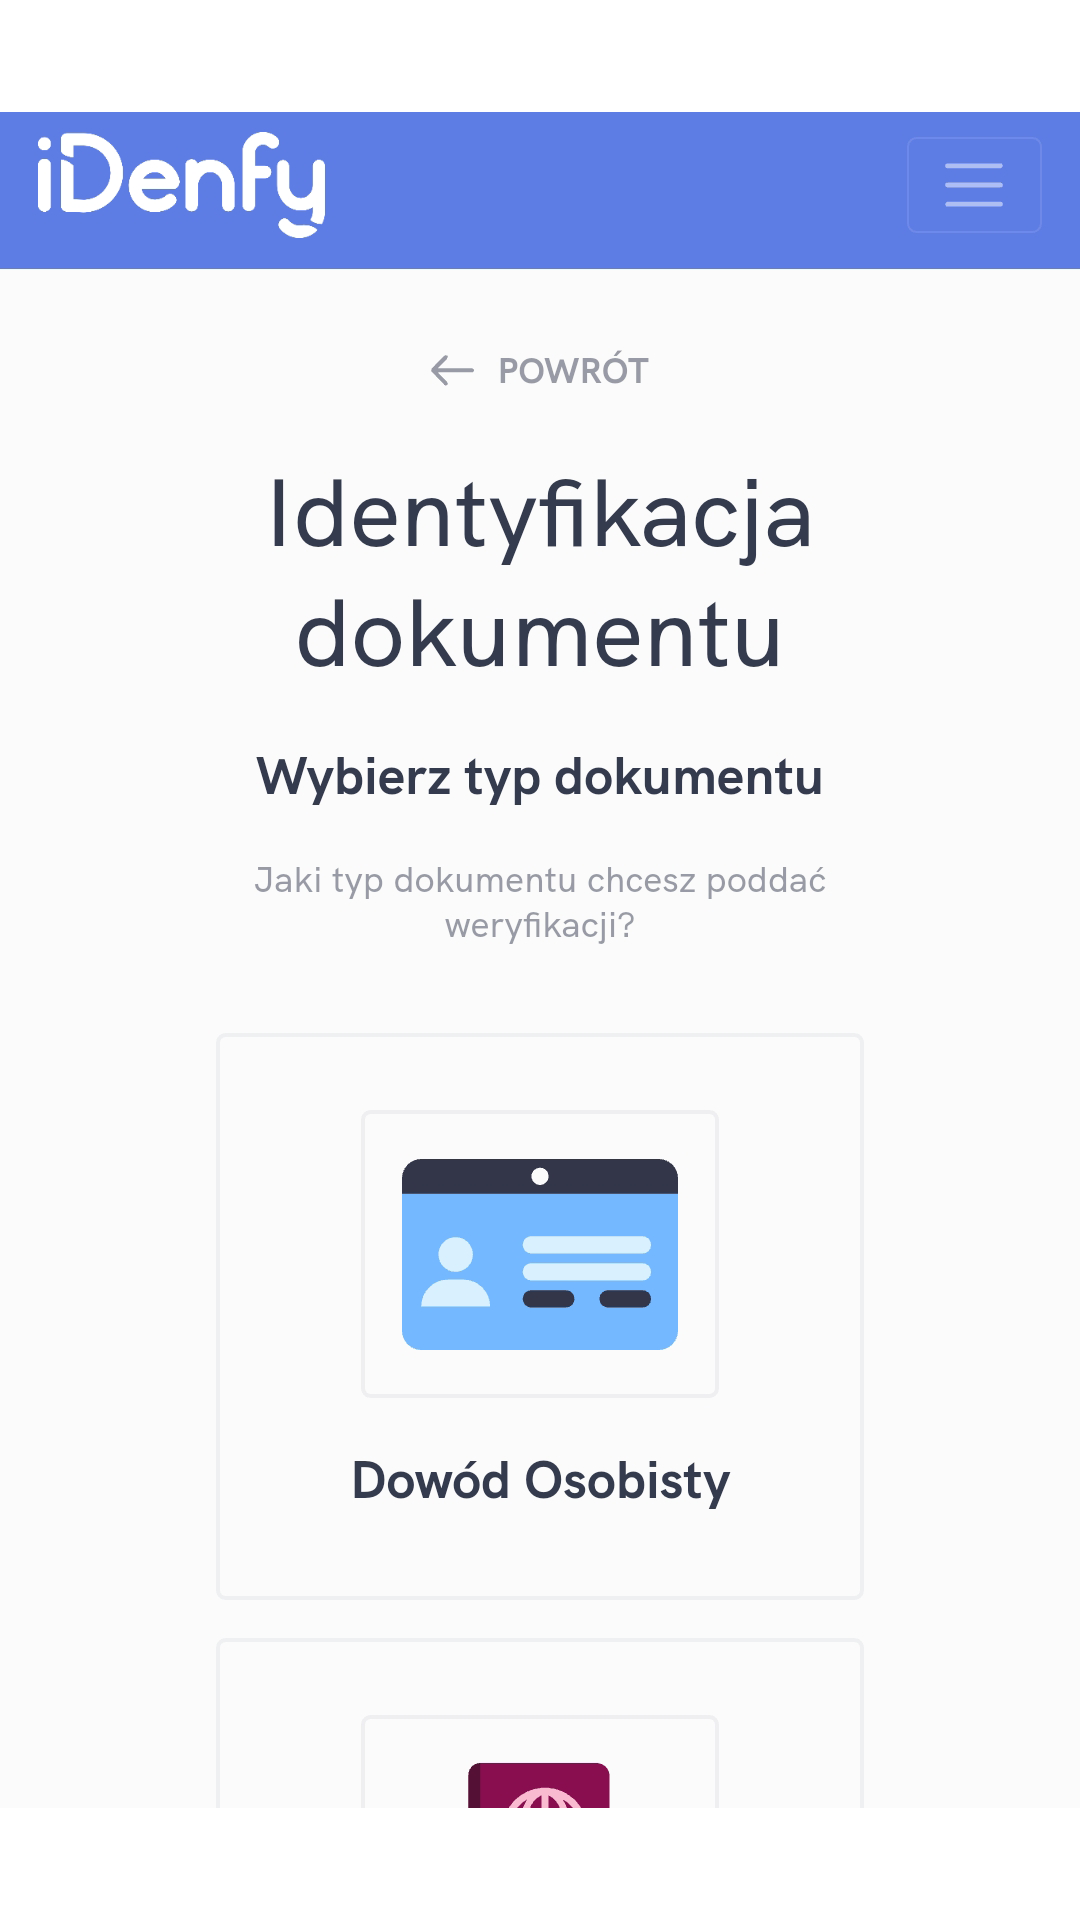 iDenfy
POWRÓT
Identyfikacja
dokumentu
Wybierz typ dokumentu
Jaki typ dokumentu chcesz poddać
weryfikacji?
Dowód Osobisty